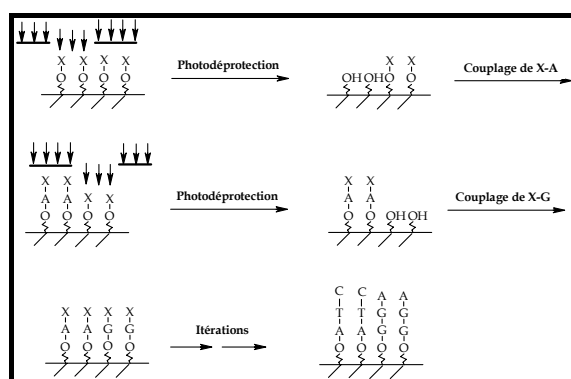 X X X X
O O O O
Photodéprotection
X X
OH OH O O
Couplage de X-A
X X
A A X X
O O O O
Photodéprotection
X X
A A
O O OH OH
Couplage de X-G
X X X X
A A G G
O O O O
Itérations
C C A A
T T G G
A A G G
O O O O